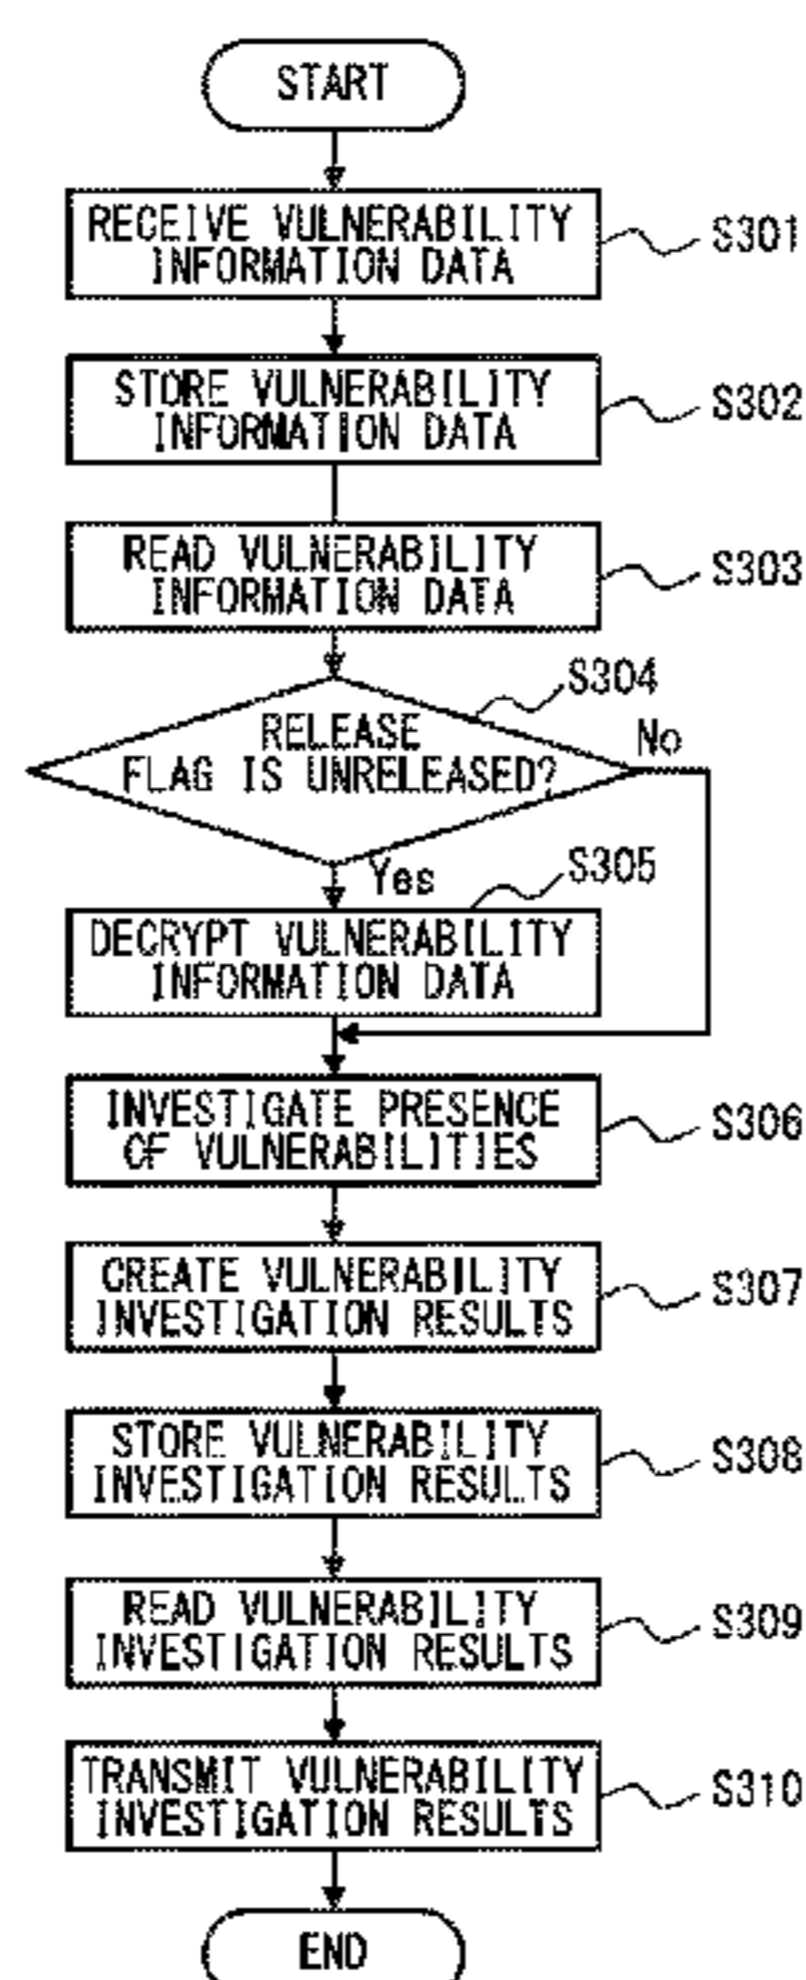 START
RECEIVE VULNERABILITY
INFORMATION DATA
S301
STORE VULNERABILITY
INFORMATION DATA
S302
READ VULNERABILITY
INFORMATION DATA
S303
S304
RELEASE
FLAG IS UNRELEASED?
No
Yes
S305
DECRYPT VULNERABILITY
INFORMATION DATA
INVESTIGATE PRESENCE
OF VULNERABILITIES
S306
CREATE VULNERABILITY
INVESTIGATION RESULTS
S307
STORE VULNERABILITY
INVESTIGATION RESULTS
S308
READ VULNERABILITY
INVESTIGATION RESULTS
S309
TRANSMIT VULNERABILITY
INVESTIGATION RESULTS
S310
END